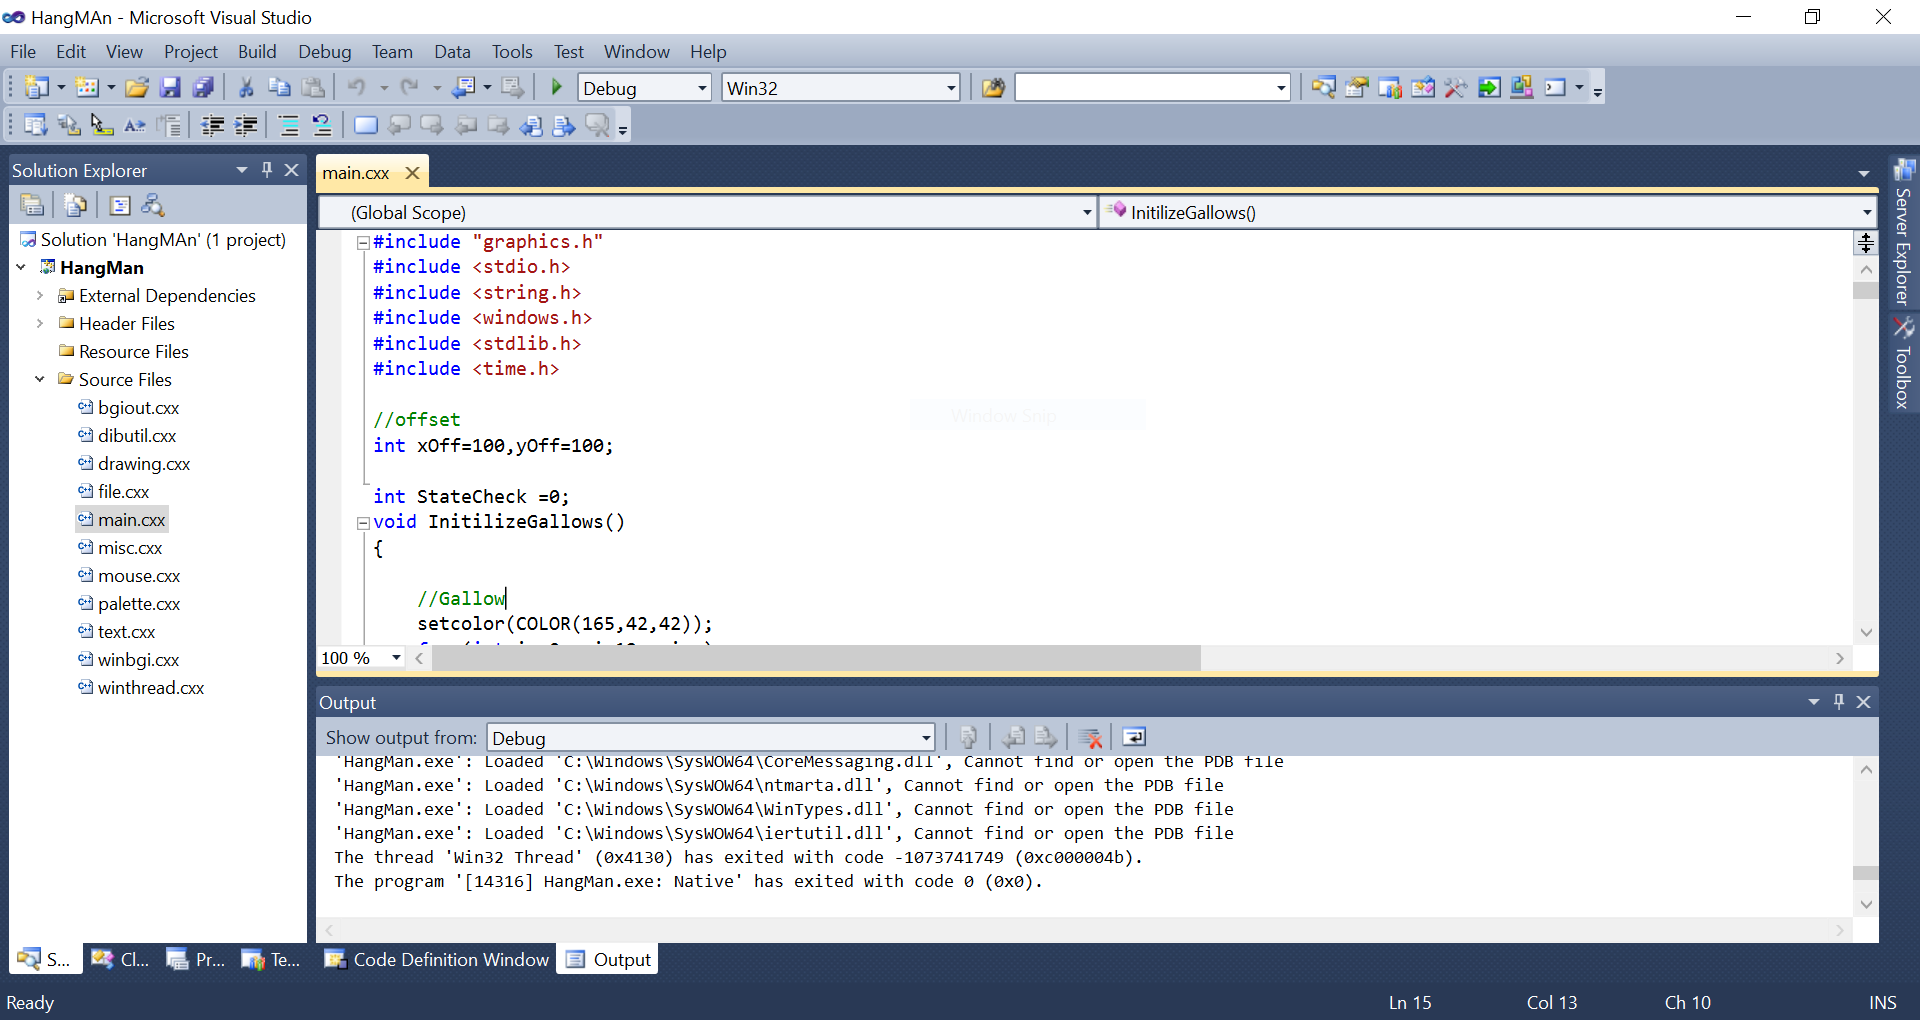 HangMAn - Microsoft Visual Studio
File Edit View Project Build Debug Team Data Tools Test Window Help
Debug Win32
Solution Explorer
main.cxx
(Global Scope) InitilizeGallows()
Solution 'HangMAn' (1 project)
HangMan
External Dependencies
Header Files
Resource Files
Source Files
bgiout.cxx
dibutil.cxx
drawing.cxx
file.cxx
main.cxx
misc.cxx
mouse.cxx
palette.cxx
text.cxx
winbgi.cxx
winthread.cxx
#include "graphics.h"
#include <stdio.h>
#include <string.h>
#include <windows.h>
#include <stdlib.h>
#include <time.h>
//offset
int xOff=100,yOff=100;
int StateCheck =0;
void InitilizeGallows()
{
//Gallow
setcolor(COLOR(165,42,42));
Window Snip
100 %
Server Explorer
Toolbox
Output
Show output from: Debug
'HangMan.exe': Loaded 'C:\Windows\SysWOW64\CoreMessaging.dll', Cannot find or open the PDB file
'HangMan.exe': Loaded 'C:\Windows\SysWOW64\ntmarta.dll', Cannot find or open the PDB file
'HangMan.exe': Loaded 'C:\Windows\SysWOW64\WinTypes.dll', Cannot find or open the PDB file
'HangMan.exe': Loaded 'C:\Windows\SysWOW64\iertutil.dll', Cannot find or open the PDB file
The thread 'Win32 Thread' (0x4130) has exited with code -1073741749 (0xc000004b).
The program '[14316] HangMan.exe: Native' has exited with code 0 (0x0).
S... Cl... Pr... Te... Code Definition Window Output
Ready Ln 15 Col 13 Ch 10 INS